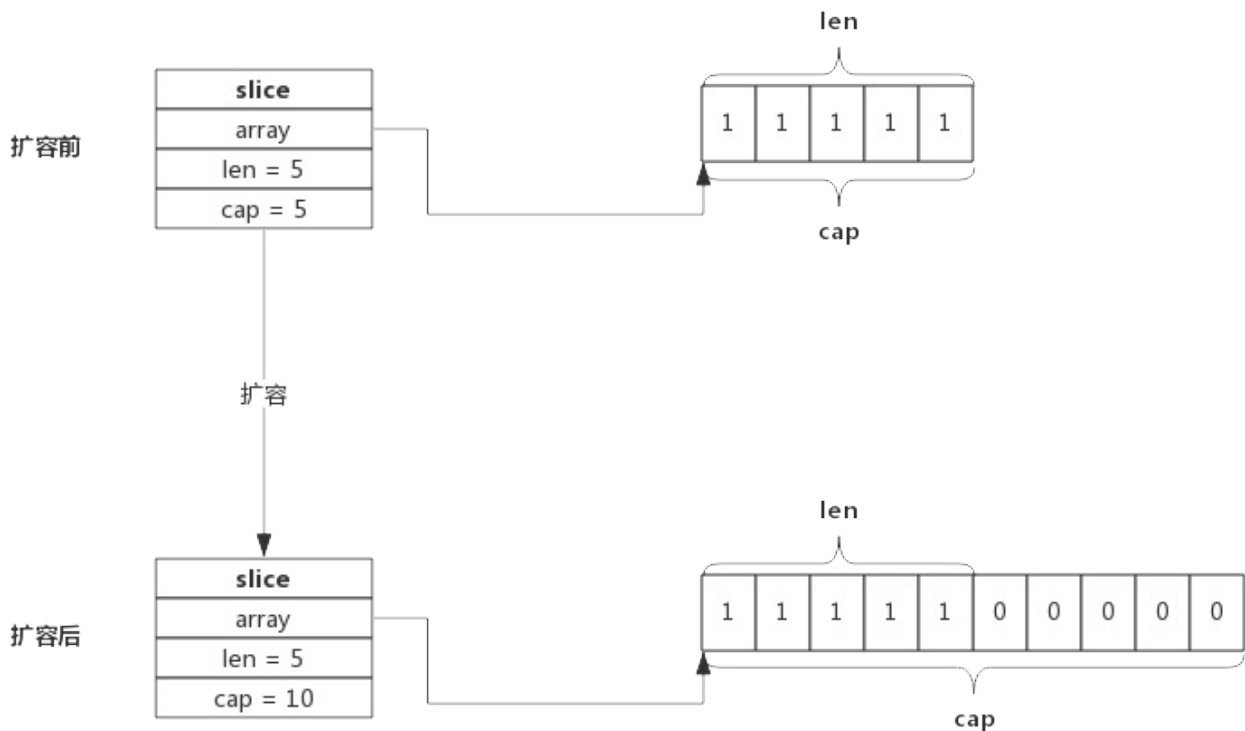 len
slice
array
len = 5
cap = 5
扩容前
1 1 1 1 1
cap
扩容
len
slice
array
len = 5
cap = 10
扩容后
1 1 1 1 1 0 0 0 0 0
cap